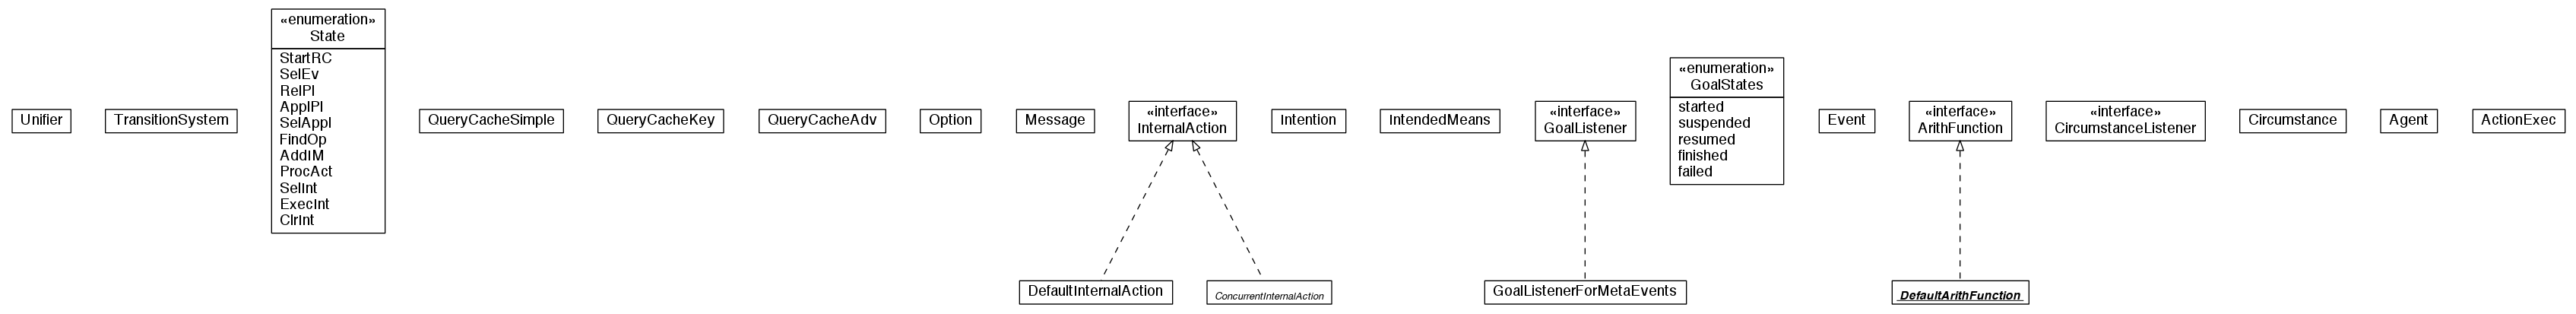 Unifier
TransitionSystem
«enumeration»
State
StartRC
SelEv
RelPl
ApplPl
SelAppl
FindOp
AddIM
ProcAct
SelInt
ExecInt
ClrInt
QueryCacheSimple
QueryCacheKey
QueryCacheAdv
Option
Message
«interface»
InternalAction
Intention
IntendedMeans
«interface»
GoalListener
«enumeration»
GoalStates
started
suspended
resumed
finished
failed
Event
«interface»
ArithFunction
«interface»
CircumstanceListener
Circumstance
Agent
ActionExec
DefaultInternalAction
ConcurrentInternalAction
GoalListenerForMetaEvents
DefaultArithFunction